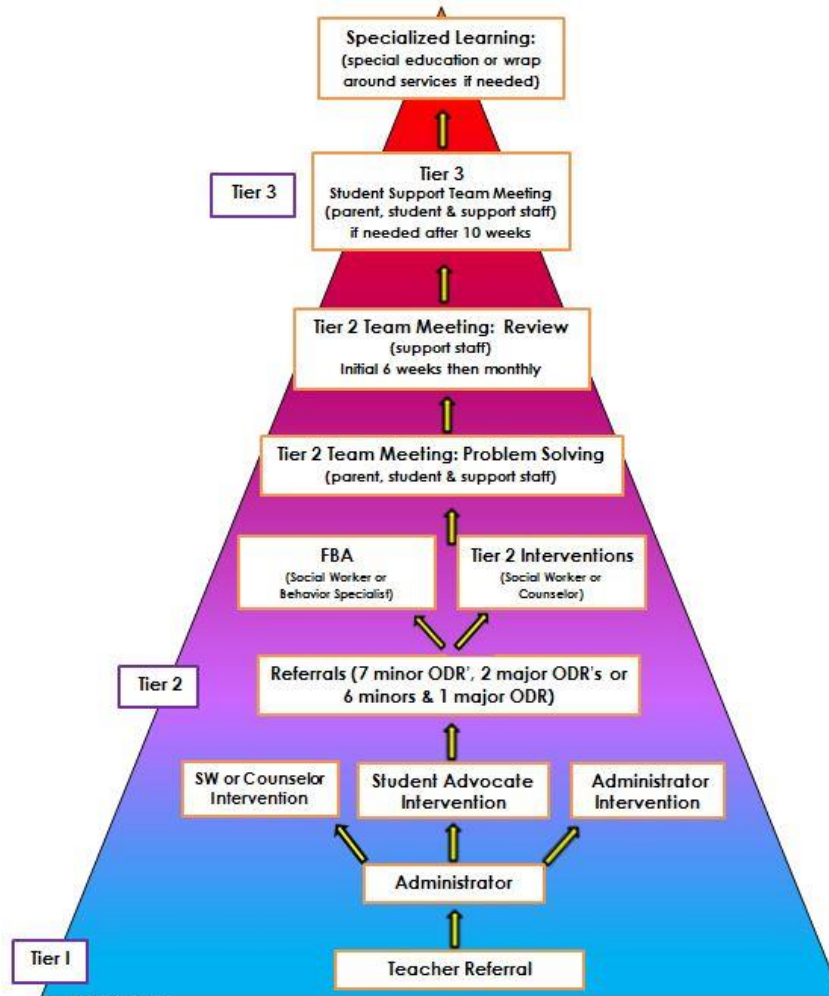 Specialized Learning:
(special education or wrap
around services if needed)
Tier 3
Tier 3
Student Support Team Meeting
(parent, student & support staff)
if needed after 10 weeks
Tier 2 Team Meeting: Review
(support staff)
Initial 6 weeks then monthly
Tier 2 Team Meeting: Problem Solving
(parent, student & support staff)
FBA
(Social Worker or
Behavior Specialist)
Tier 2 Interventions
(Social Worker or
Counselor)
Tier 2
Referrals (7 minor ODR', 2 major ODR's or
6 minors & 1 major ODR)
SW or Counselor
Intervention
Student Advocate
Intervention
Administrator
Intervention
Administrator
Tier I
Teacher Referral